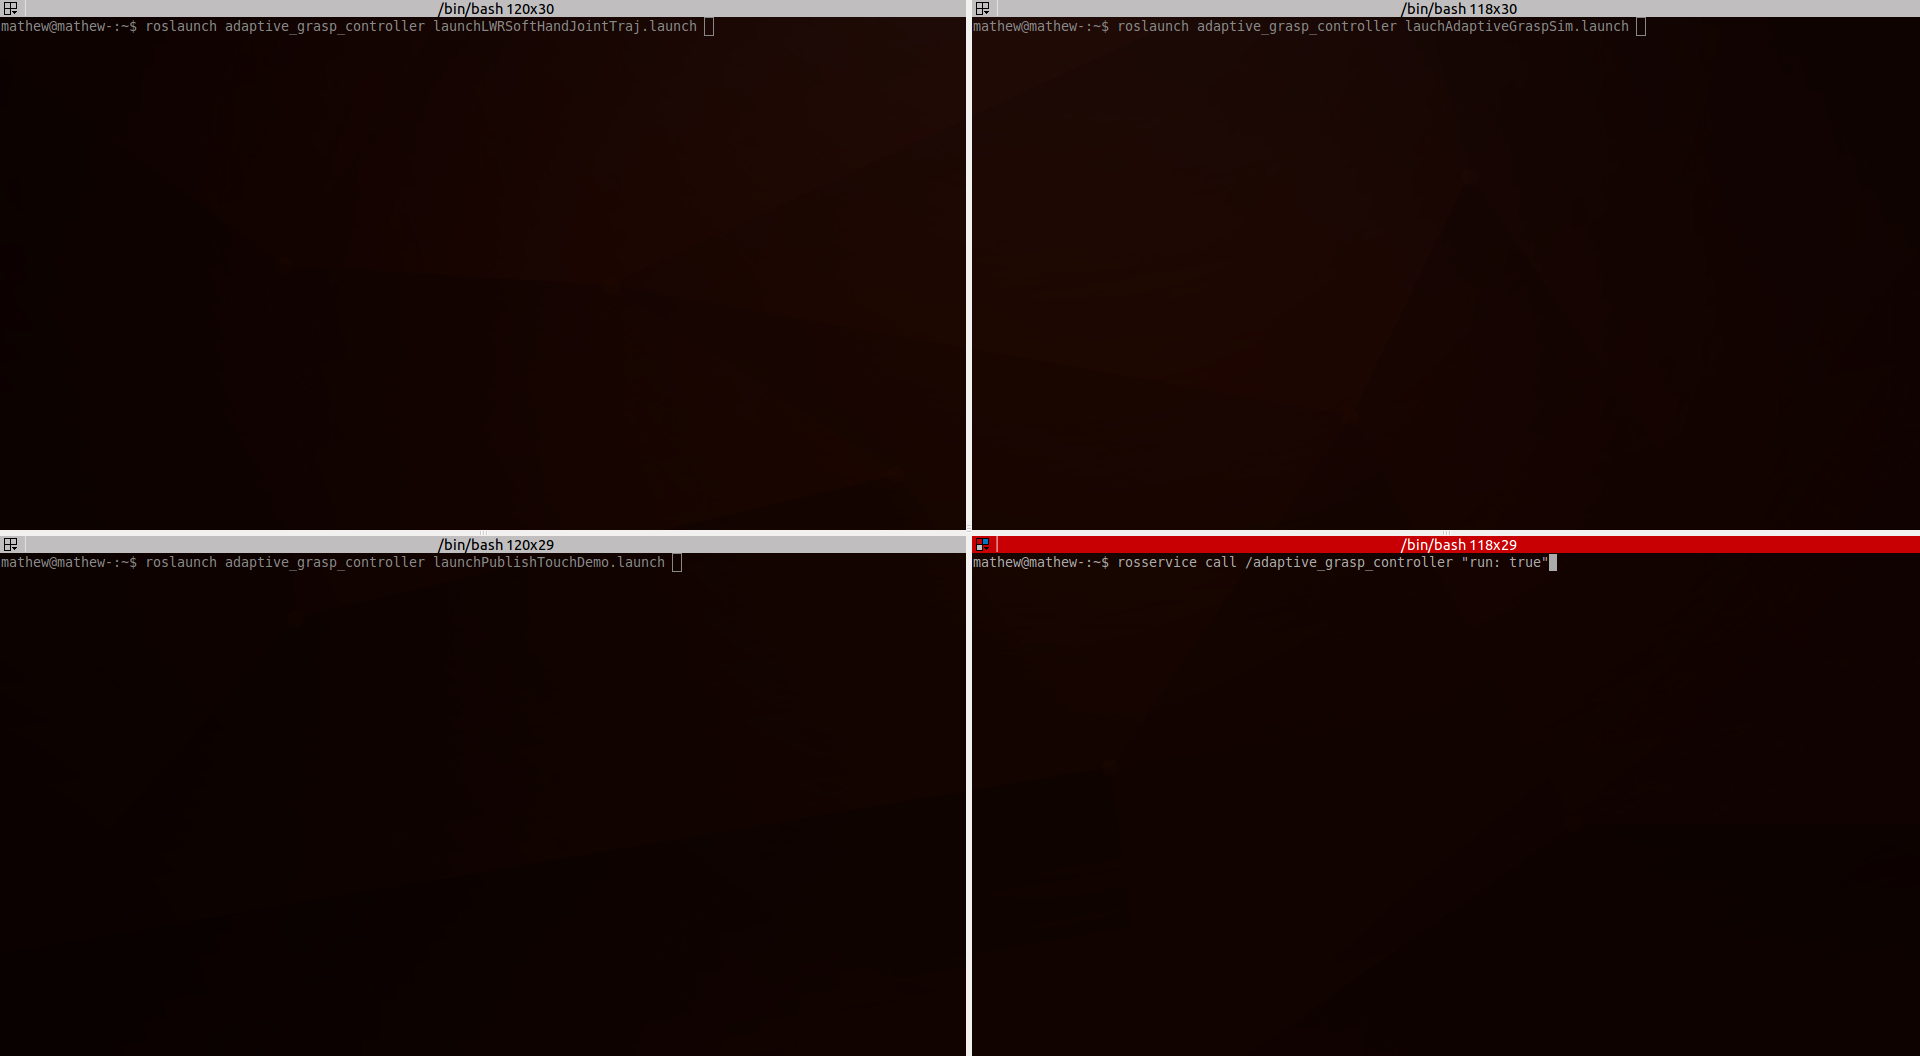 /bin/bash 120x30
mathew@mathew-:~$ roslaunch adaptive_grasp_controller launchLWRSoftHandJointTraj.launch
/bin/bash 118x30
mathew@mathew-:~$ roslaunch adaptive_grasp_controller lauchAdaptiveGraspSim.launch
/bin/bash 120x29
mathew@mathew-:~$ roslaunch adaptive_grasp_controller launchPublishTouchDemo.launch
/bin/bash 118x29
mathew@mathew-:~$ rosservice call /adaptive_grasp_controller "run: true"